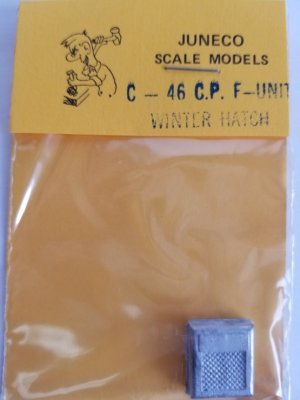 JUNECO
SCALE MODELS
C - 46 C.P. F-UNIT
WINTER HATCH